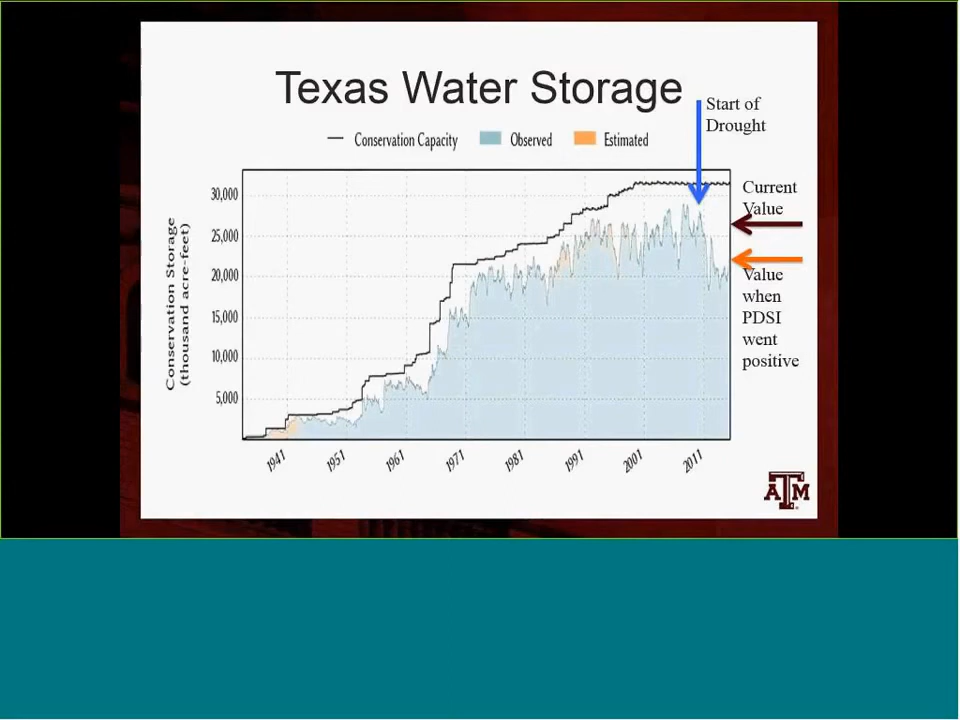 Texas Water Storage
Start of
Drought
Conservation Capacity
Observed
Estimated
Current
Value
Value
when
PDSI
went
positive
Conservation Storage
(thousand acre-feet)
30,000
25,000
20,000
15,000
10,000
5,000
1941
1951
1961
1971
1981
1991
2001
2011
ATM